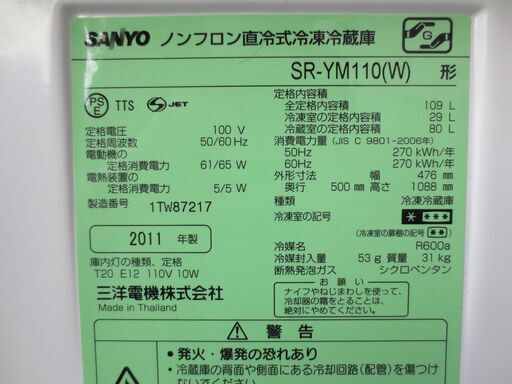 SANYO ノンフロン直冷式冷凍冷蔵庫
G
SR-YM110(W) 形
PS E TTS S-JET
定格電圧 100 V
定格周波数 50/60 Hz
電動機の
定格消費電力 61/65 W
電熱装置の
定格消費電力 5/5 W
製造番号 1TW87217
2011 年製
庫内灯の種類、定格
T20 E12 110V 10W
三洋電機株式会社
Made in Thailand
定格内容積
全定格内容積 109 L
冷凍室の定格内容積 29 L
冷蔵室の定格内容積 80 L
消費電力量 (JIS C 9801-2006年)
50Hz 270 kWh/年
60Hz 270 kWh/年
外形寸法 幅 476 mm
奥行 500 mm 高さ 1088 mm
種類 冷凍冷蔵庫
冷凍室の記号 * ***
(冷凍室の扉棚の記号 **)
冷媒名 R600a
冷媒封入量 53 g 質量 31 kg
断熱発泡ガス シクロペンタン
お願い
ナイフやねじまわしを使って、
冷却器の霜をとることは、
絶対にやめてください。
⚠ 警告
• 発火・爆発の恐れあり
・冷蔵庫の背面や側面にある冷却回路(配管)を傷つけ
ないでください